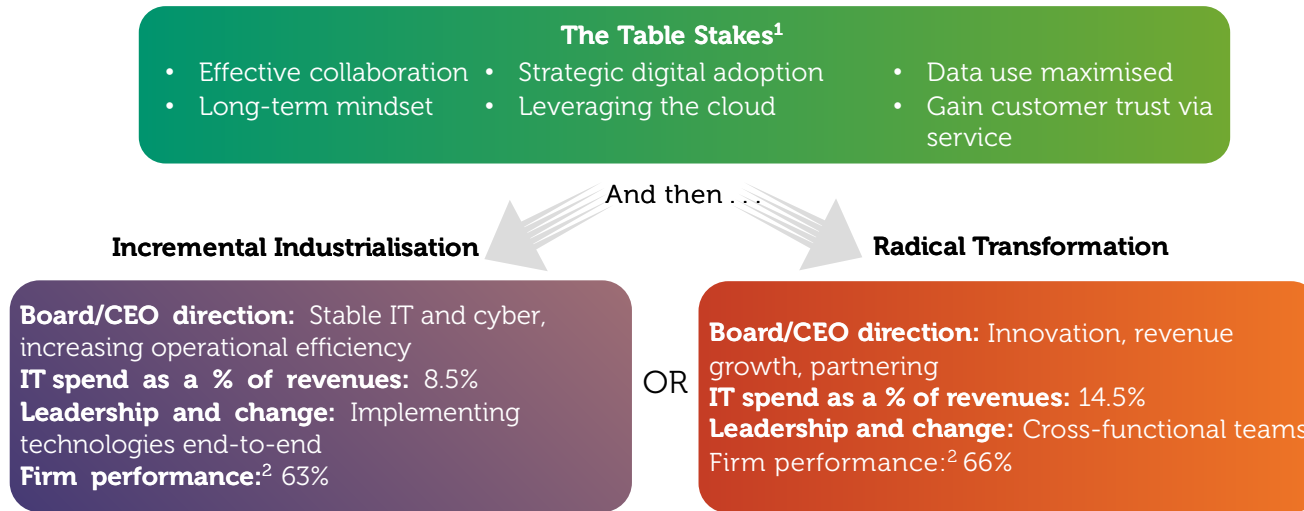 The Table Stakes¹
• Effective collaboration
• Long-term mindset
• Strategic digital adoption
• Leveraging the cloud
• Data use maximised
• Gain customer trust via
service
And then . . .
Incremental Industrialisation
Board/CEO direction: Stable IT and cyber,
increasing operational efficiency
IT spend as a % of revenues: 8.5%
Leadership and change: Implementing
technologies end-to-end
Firm performance:² 63%
OR
Radical Transformation
Board/CEO direction: Innovation, revenue
growth, partnering
IT spend as a % of revenues: 14.5%
Leadership and change: Cross-functional teams
Firm performance:² 66%